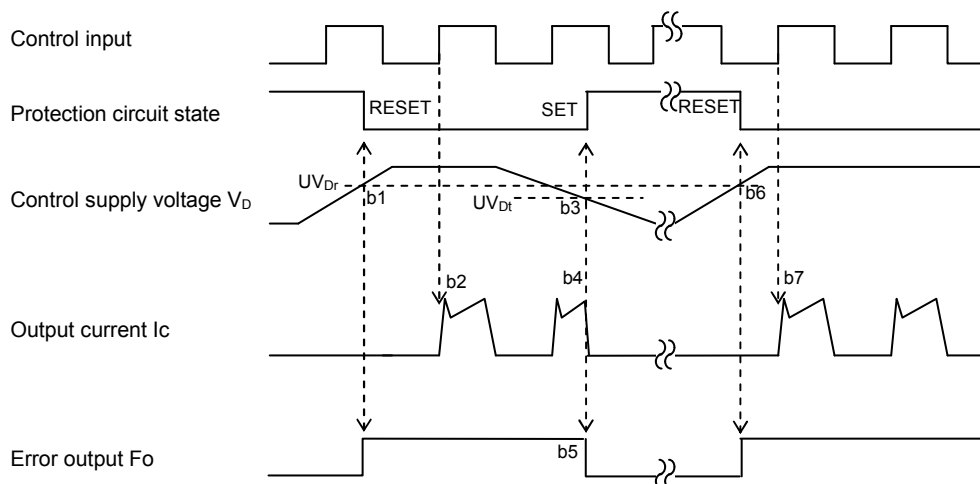 Control input
Protection circuit state
RESET
SET
RESET
Control supply voltage VD
UVDr
b1
UVDt
b3
b6
b2
b4
b7
Output current Ic
b5
Error output Fo